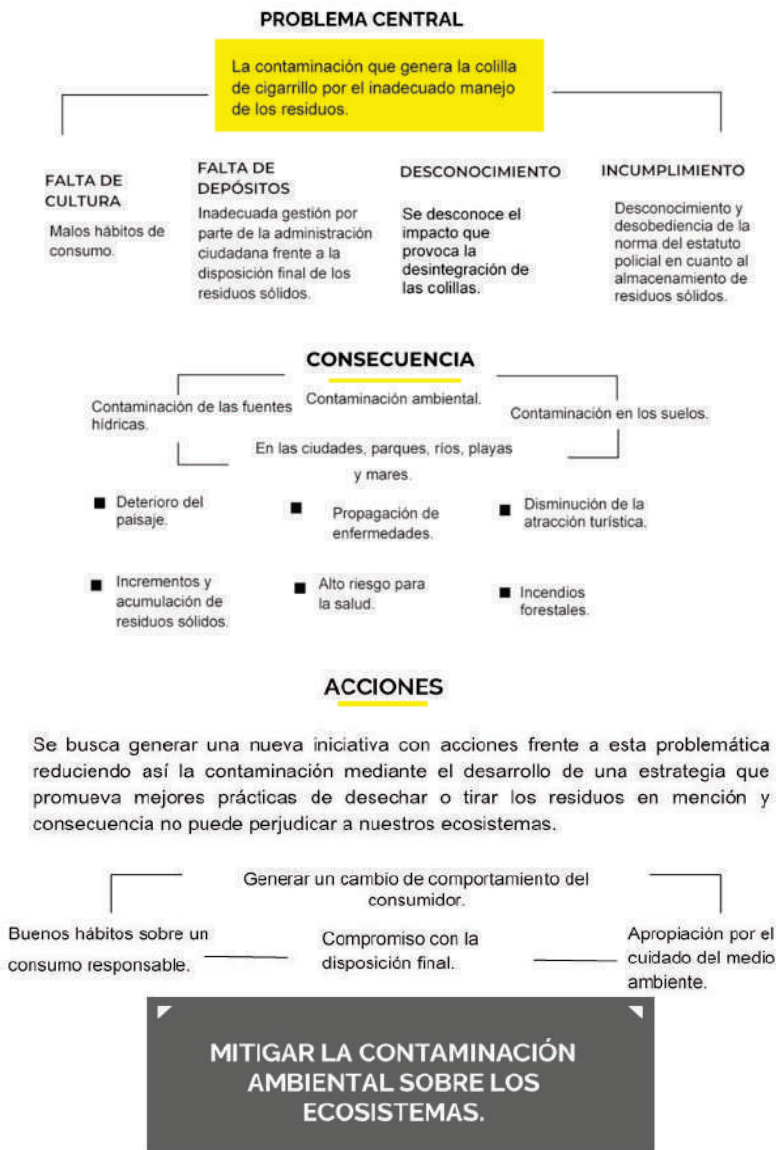 PROBLEMA CENTRAL
La contaminación que genera la colilla
de cigarrillo por el inadecuado manejo
de los residuos.
FALTA DE
CULTURA
Malos hábitos de
consumo.
FALTA DE
DEPÓSITOS
Inadecuada gestión por
parte de la administración
ciudadana frente a la
disposición final de los
residuos sólidos.
DESCONOCIMIENTO
Se desconoce el
impacto que
provoca la
desintegración de
las colillas.
INCUMPLIMIENTO
Desconocimiento y
desobediencia de la
norma del estatuto
policial en cuanto al
almacenamiento de
residuos sólidos.
CONSECUENCIA
Contaminación de las fuentes
hídricas.
Contaminación ambiental.
Contaminación en los suelos.
En las ciudades, parques, ríos, playas
y mares.
Deterioro del
paisaje.
Propagación de
enfermedades.
Disminución de la
atracción turística.
Incrementos y
acumulación de
residuos sólidos.
Alto riesgo para
la salud.
Incendios
forestales.
ACCIONES
Se busca generar una nueva iniciativa con acciones frente a esta problemática
reduciendo así la contaminación mediante el desarrollo de una estrategia que
promueva mejores prácticas de desechar o tirar los residuos en mención y
consecuencia no puede perjudicar a nuestros ecosistemas.
Generar un cambio de comportamiento del
consumidor.
Buenos hábitos sobre un
consumo responsable.
Compromiso con la
disposición final.
Apropiación por el
cuidado del medio
ambiente.
MITIGAR LA CONTAMINACIÓN
AMBIENTAL SOBRE LOS
ECOSISTEMAS.